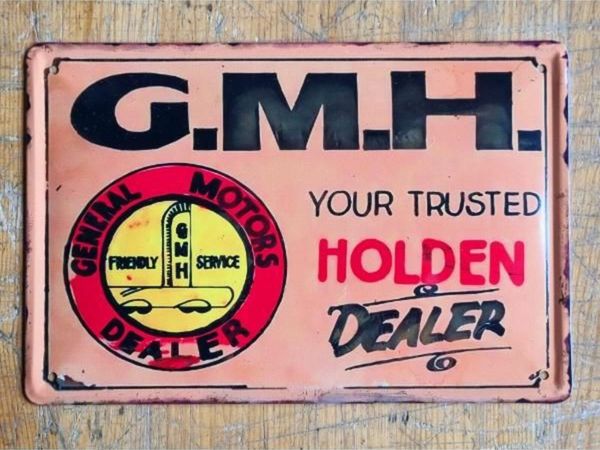 G.M.H.
GENERAL MOTORS
GMH
FRIENDLY SERVICE
DEALER
YOUR TRUSTED
HOLDEN
DEALER